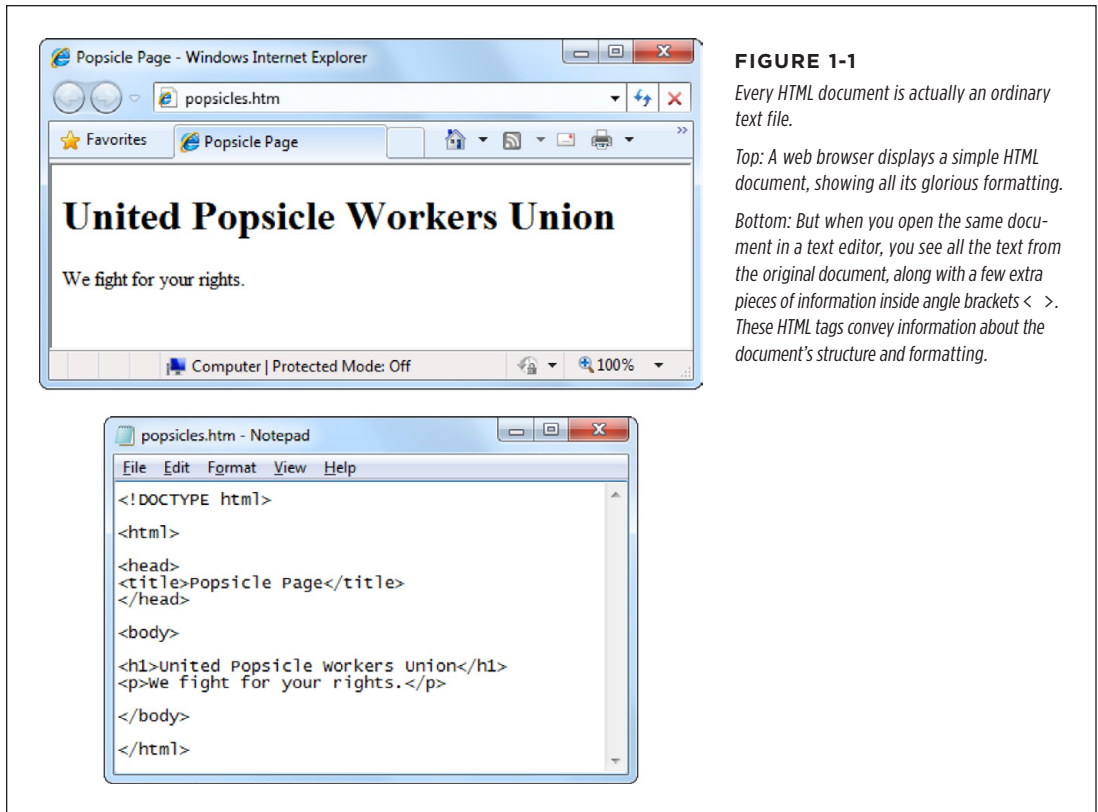 Popsicle Page - Windows Internet Explorer
popsicles.htm
Favorites
Popsicle Page
»
United Popsicle Workers Union
We fight for your rights.
Computer | Protected Mode: Off
100%
popsicles.htm - Notepad
File Edit Format View Help
<!DOCTYPE html>
<html>
<head>
<title>Popsicle Page</title>
</head>
<body>
<h1>United Popsicle Workers Union</h1>
<p>We fight for your rights.</p>
</body>
</html>
FIGURE 1-1
Every HTML document is actually an ordinary
text file.
Top: A web browser displays a simple HTML
document, showing all its glorious formatting.
Bottom: But when you open the same docu-
ment in a text editor, you see all the text from
the original document, along with a few extra
pieces of information inside angle brackets < >.
These HTML tags convey information about the
document’s structure and formatting.